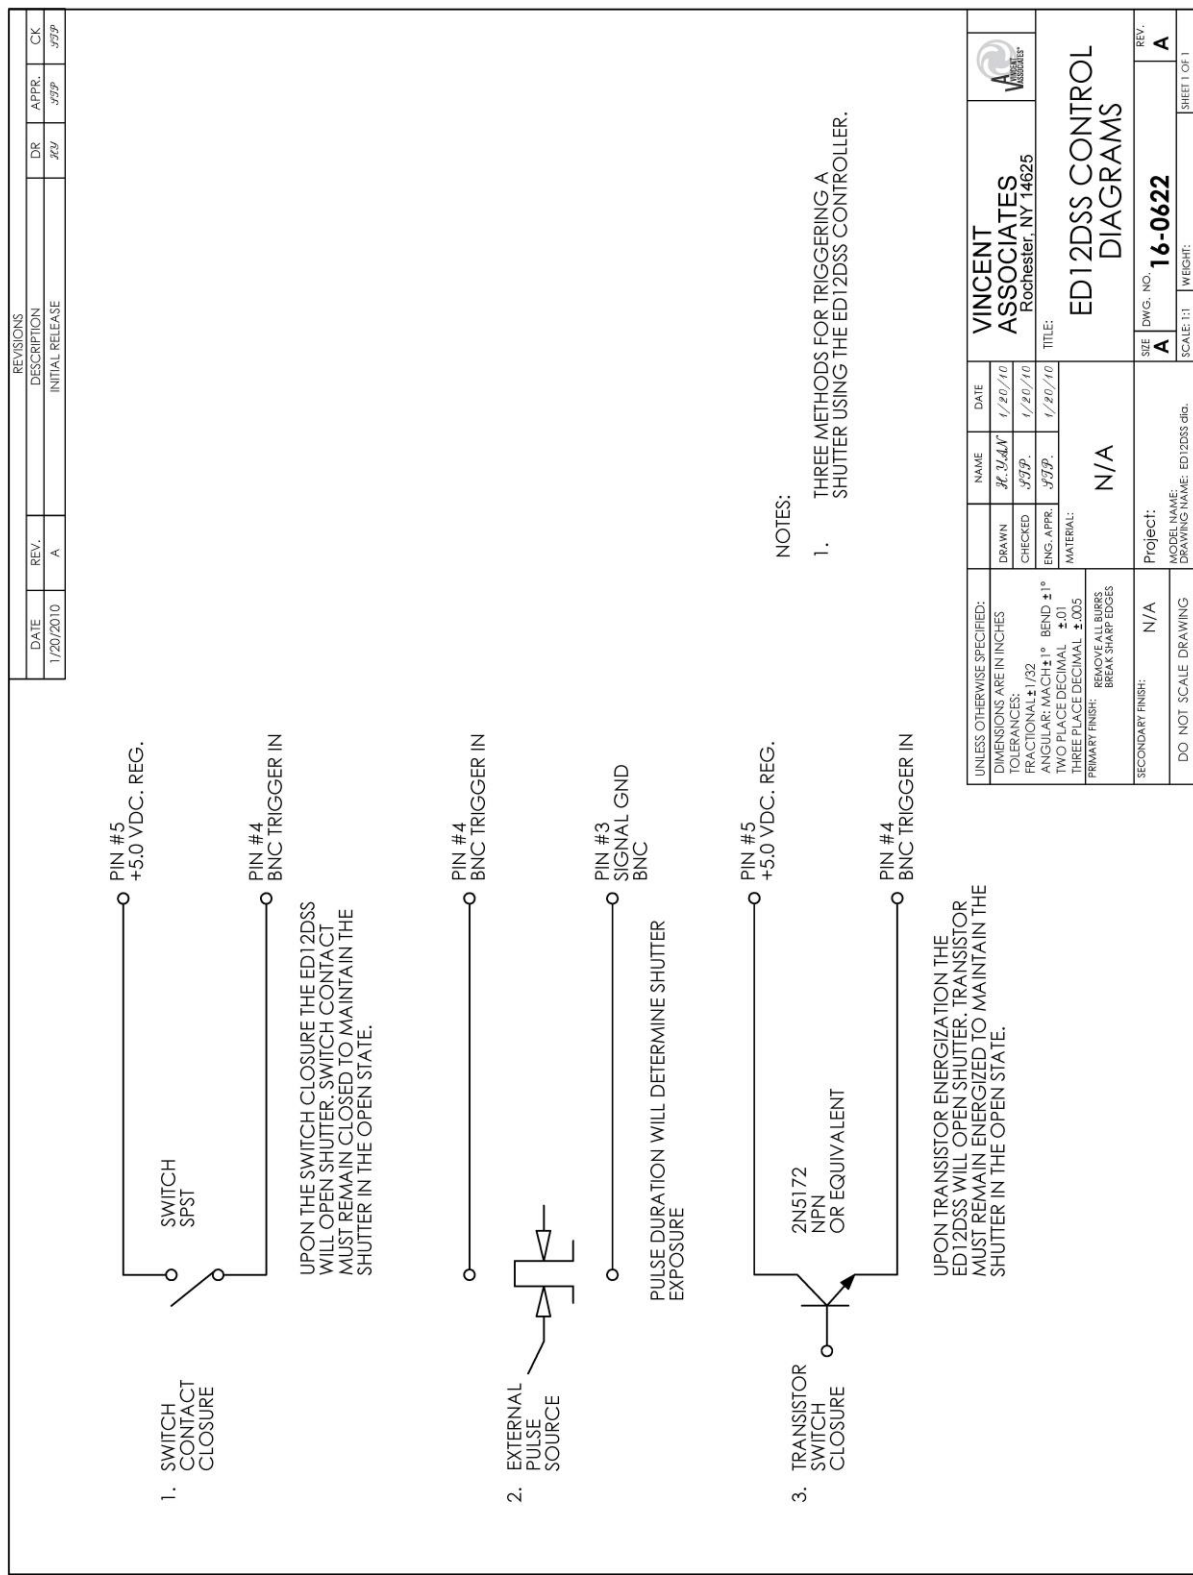 REVISIONS
DATE REV. DESCRIPTION DR APPR. CK
1/20/2010 A INITIAL RELEASE HY STP STP
1. SWITCH
CONTACT
CLOSURE
SWITCH
SPST
PIN #5
+5.0 VDC. REG.
PIN #4
BNC TRIGGER IN
UPON THE SWITCH CLOSURE THE ED12DSS
WILL OPEN SHUTTER. SWITCH CONTACT
MUST REMAIN CLOSED TO MAINTAIN THE
SHUTTER IN THE OPEN STATE.
2. EXTERNAL
PULSE
SOURCE
PIN #4
BNC TRIGGER IN
PIN #3
SIGNAL GND
BNC
PULSE DURATION WILL DETERMINE SHUTTER
EXPOSURE
3. TRANSISTOR
SWITCH
CLOSURE
2N5172
NPN
OR EQUIVALENT
PIN #5
+5.0 VDC. REG.
PIN #4
BNC TRIGGER IN
UPON TRANSISTOR ENERGIZATION THE
ED12DSS WILL OPEN SHUTTER. TRANSISTOR
MUST REMAIN ENERGIZED TO MAINTAIN THE
SHUTTER IN THE OPEN STATE.
NOTES:
1. THREE METHODS FOR TRIGGERING A
SHUTTER USING THE ED12DSS CONTROLLER.
UNLESS OTHERWISE SPECIFIED:
DIMENSIONS ARE IN INCHES
TOLERANCES:
FRACTIONAL±1/32
ANGULAR: MACH±1° BEND ±1°
TWO PLACE DECIMAL ±.01
THREE PLACE DECIMAL ±.005
PRIMARY FINISH: REMOVE ALL BURRS
BREAK SHARP EDGES
SECONDARY FINISH:
N/A
DO NOT SCALE DRAWING
NAME DATE
DRAWN H.YAN 1/20/10
CHECKED STP. 1/20/10
ENG. APPR. STP. 1/20/10
MATERIAL:
N/A
Project:
MODEL NAME:
DRAWING NAME: ED12DSS dia.
VINCENT
ASSOCIATES
Rochester, NY 14625
VINCENT
ASSOCIATES
TITLE:
ED12DSS CONTROL
DIAGRAMS
SIZE DWG. NO. REV.
A 16-0622 A
SCALE: 1:1 WEIGHT: SHEET 1 OF 1